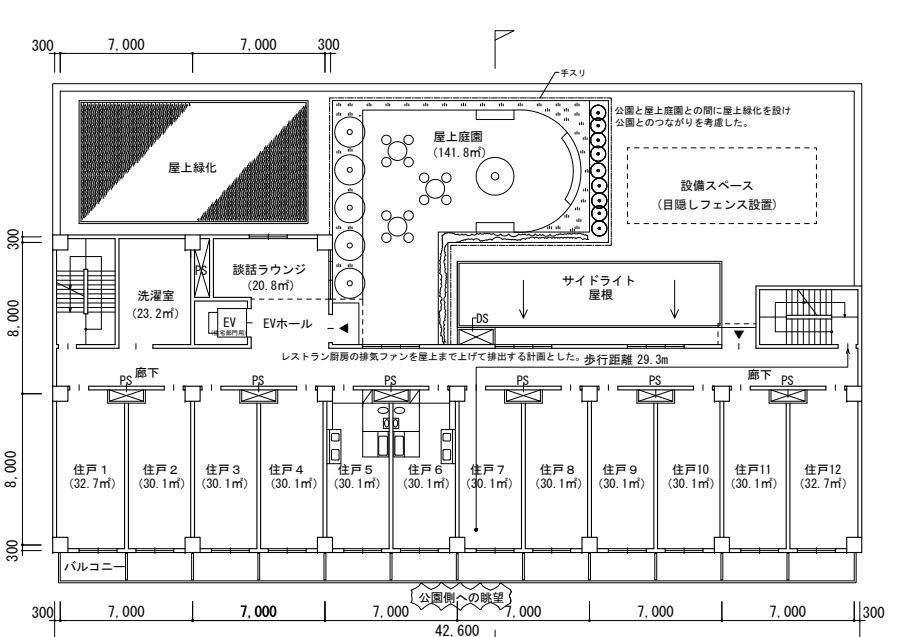 300 7,000 7,000 300
手スリ
公園と屋上庭園との間に屋上緑化を設け
公園とのつながりを考慮した。
屋上庭園
(141.8㎡)
屋上緑化
設備スペース
(目隠しフェンス設置)
300
8,000
8,000
300
PS
談話ラウンジ
(20.8㎡)
洗濯室
(23.2㎡)
EV
EVホール
サイドライト
屋根
DS
レストラン厨房の排気ファンを屋上まで上げて排出する計画とした。
歩行距離 29.3m
廊下
廊下
PS PS PS PS PS PS
住戸1
(32.7㎡)
住戸2
(30.1㎡)
住戸3
(30.1㎡)
住戸4
(30.1㎡)
住戸5
(30.1㎡)
住戸6
(30.1㎡)
住戸7
(30.1㎡)
住戸8
(30.1㎡)
住戸9
(30.1㎡)
住戸10
(30.1㎡)
住戸11
(30.1㎡)
住戸12
(32.7㎡)
バルコニー
公園側への眺望
300 7,000 7,000 7,000 7,000 7,000 7,000 300
42,600